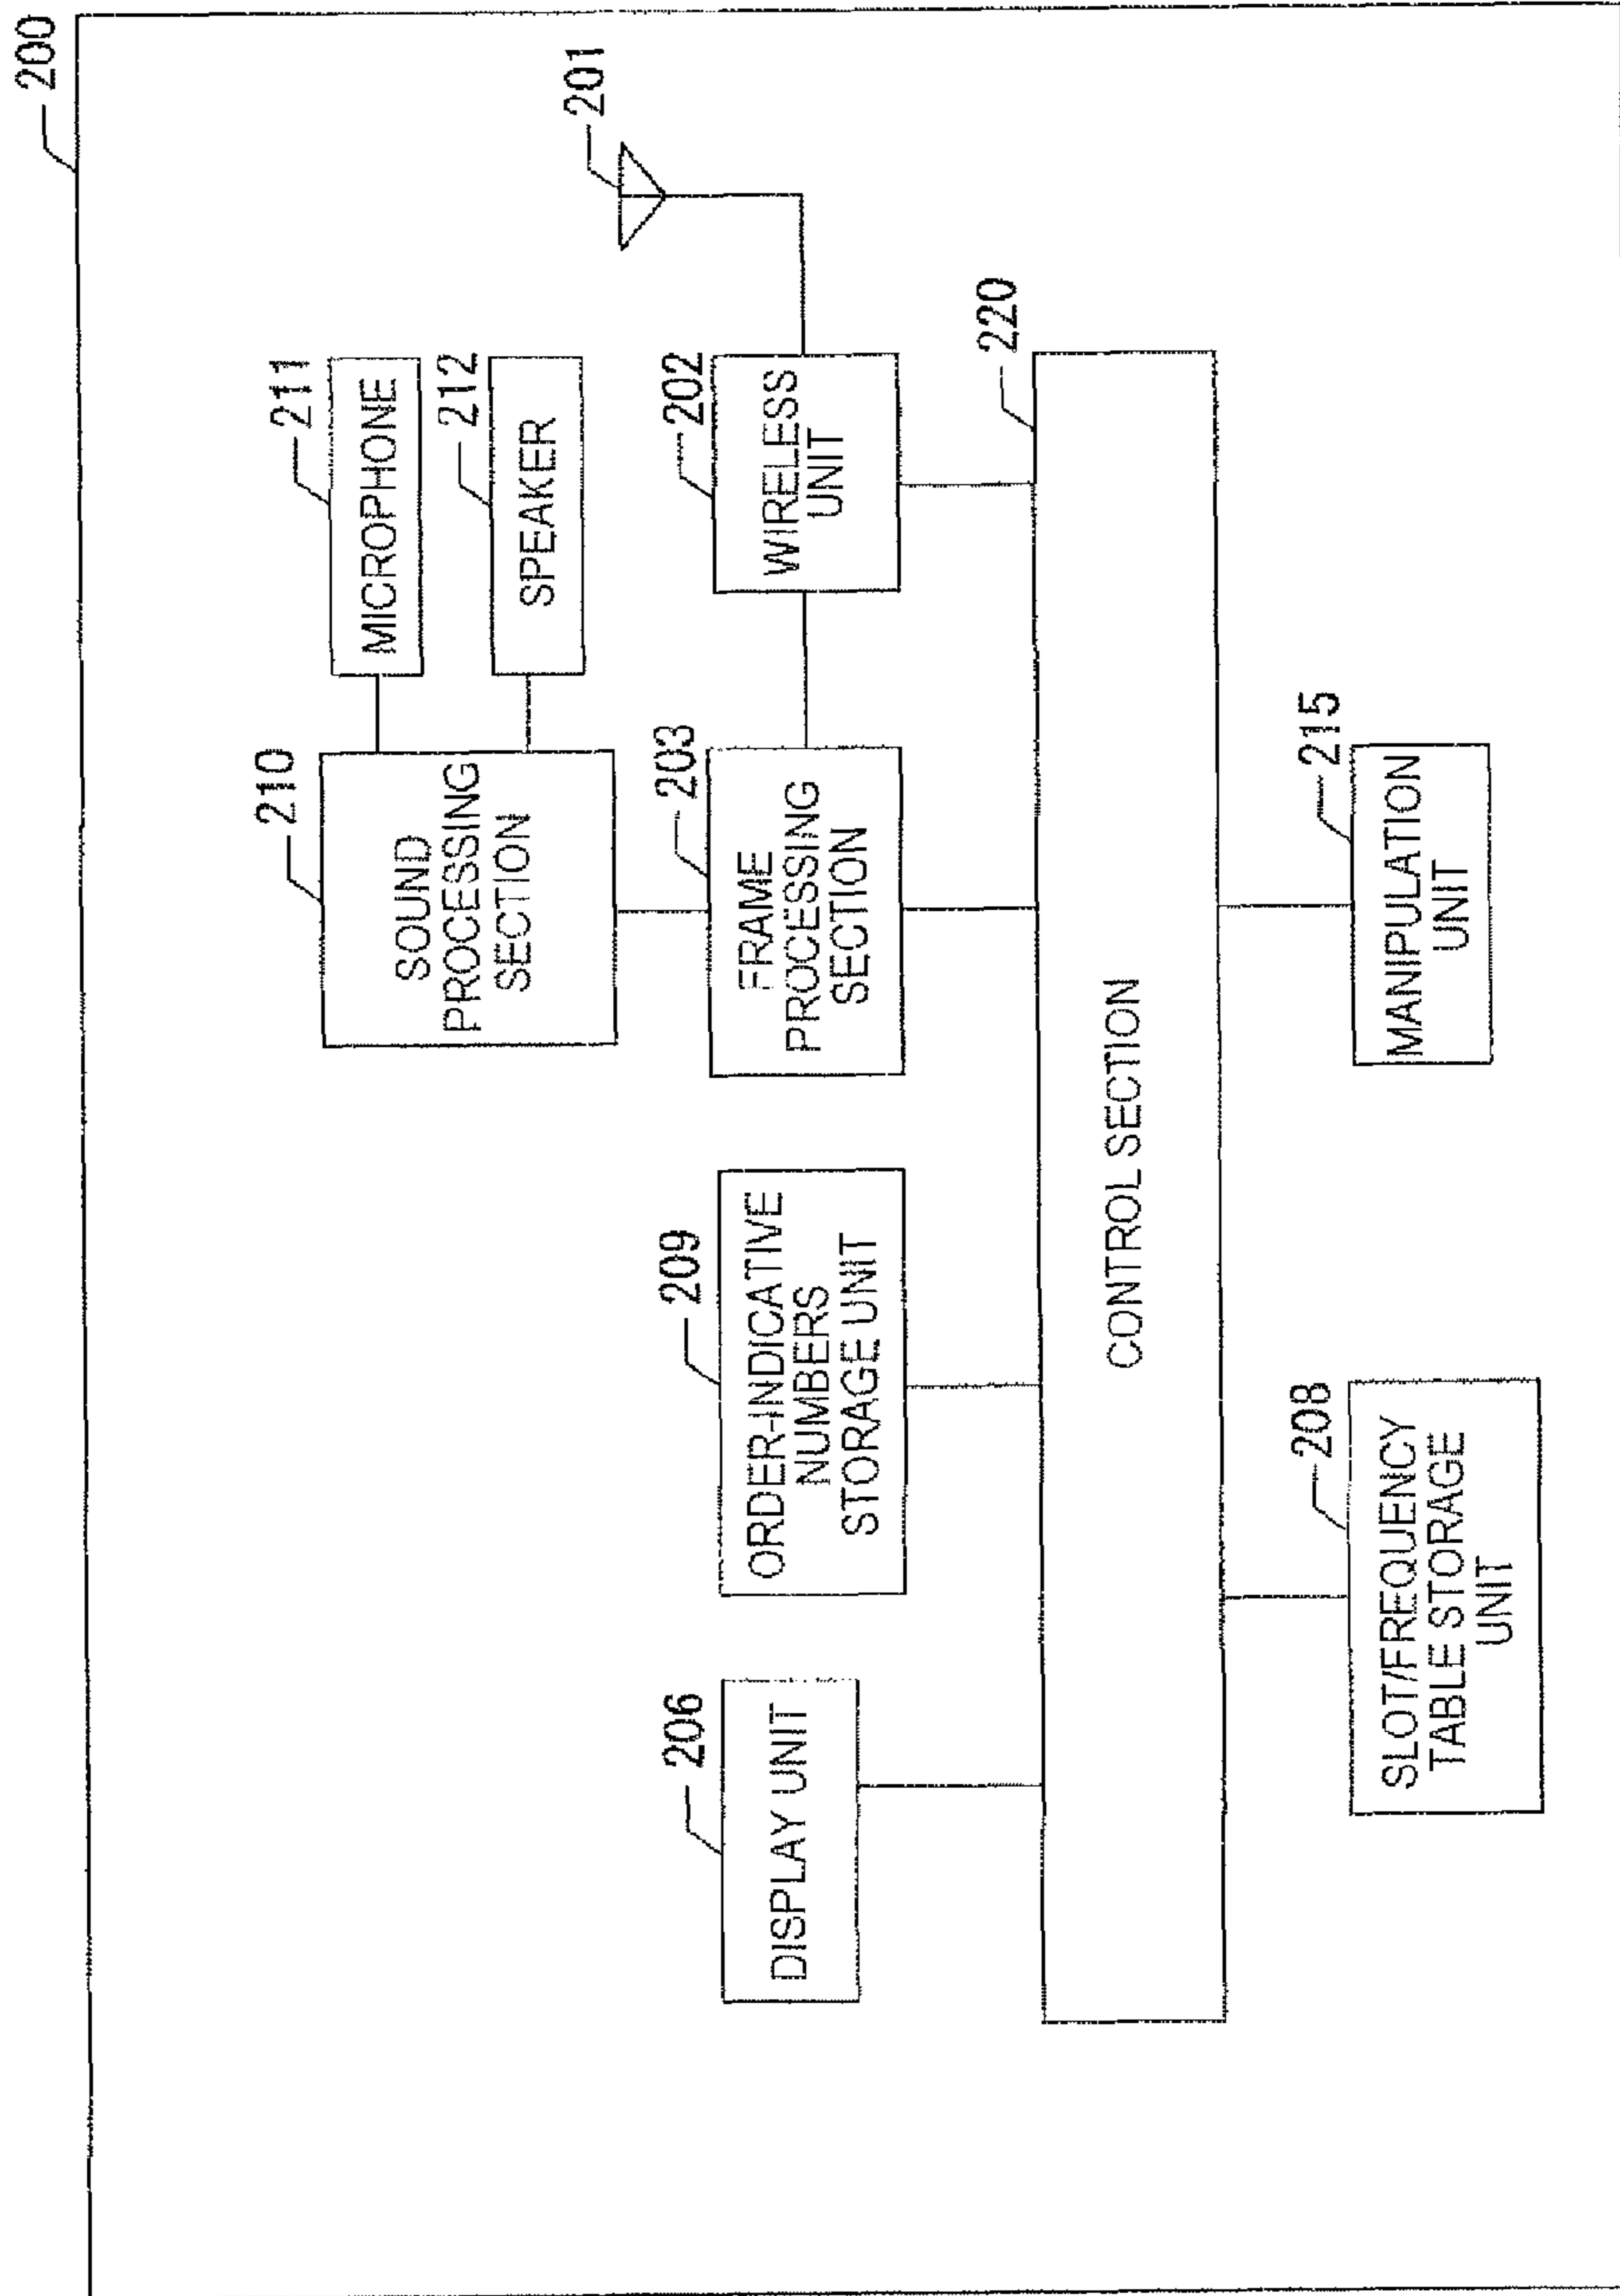 200
201
211
MICROPHONE
212
SPEAKER
210
SOUND
PROCESSING
SECTION
202
WIRELESS
UNIT
203
FRAME
PROCESSING
SECTION
209
ORDER-INDICATIVE
NUMBERS
STORAGE UNIT
206
DISPLAY UNIT
220
CONTROL SECTION
208
SLOT/FREQUENCY
TABLE STORAGE
UNIT
215
MANIPULATION
UNIT